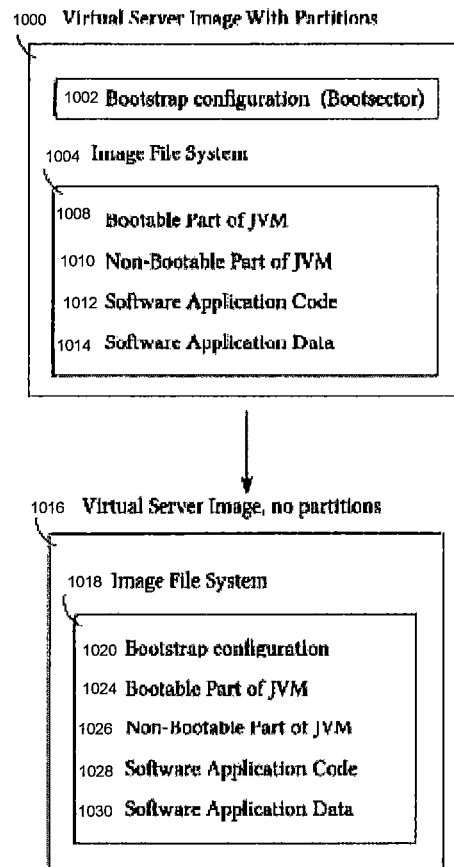 1000 Virtual Server Image With Partitions
1002 Bootstrap configuration (Bootsector)
1004 Image File System
1008 Bootable Part of JVM
1010 Non-Bootable Part of JVM
1012 Software Application Code
1014 Software Application Data
1016 Virtual Server Image, no partitions
1018 Image File System
1020 Bootstrap configuration
1024 Bootable Part of JVM
1026 Non-Bootable Part of JVM
1028 Software Application Code
1030 Software Application Data